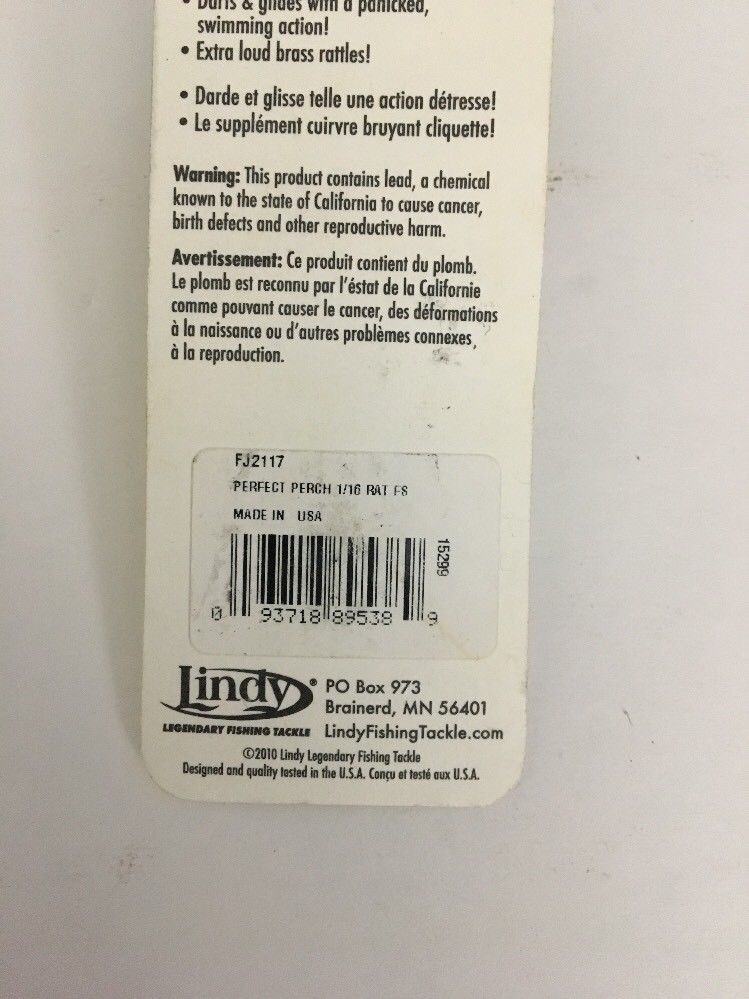 • Darts & glides with a panicked,
swimming action!
• Extra loud brass rattles!
• Darde et glisse telle une action détresse!
• Le supplément cuirvre bruyant cliquette!
Warning: This product contains lead, a chemical
known to the state of California to cause cancer,
birth defects and other reproductive harm.
Avertissement: Ce produit contient du plomb.
Le plomb est reconnu par l'éstat de la Californie
comme pouvant causer le cancer, des déformations
à la naissance ou d'autres problèmes connexes,
à la reproduction.
FJ2117
PERFECT PERCH 1/16 RAT FS
MADE IN USA
15299
0 93718 89538 9
Lindy®
LEGENDARY FISHING TACKLE
PO Box 973
Brainerd, MN 56401
LindyFishingTackle.com
©2010 Lindy Legendary Fishing Tackle
Designed and quality tested in the U.S.A. Conçu et testé aux U.S.A.